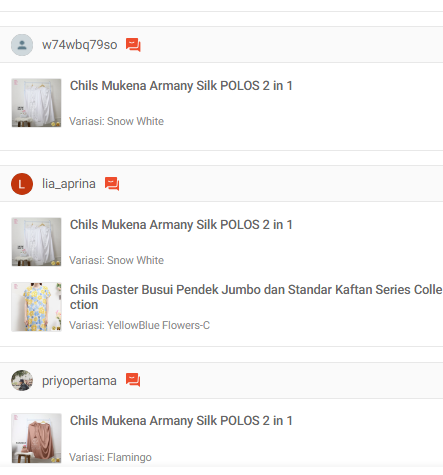 w74wbq79so
Chils Mukena Armany Silk POLOS 2 in 1
Variasi: Snow White
L
lia_aprina
Chils Mukena Armany Silk POLOS 2 in 1
Variasi: Snow White
Chils Daster Busui Pendek Jumbo dan Standar Kaftan Series Colle
ction
Variasi: YellowBlue Flowers-C
priyopertama
Chils Mukena Armany Silk POLOS 2 in 1
Variasi: Flamingo